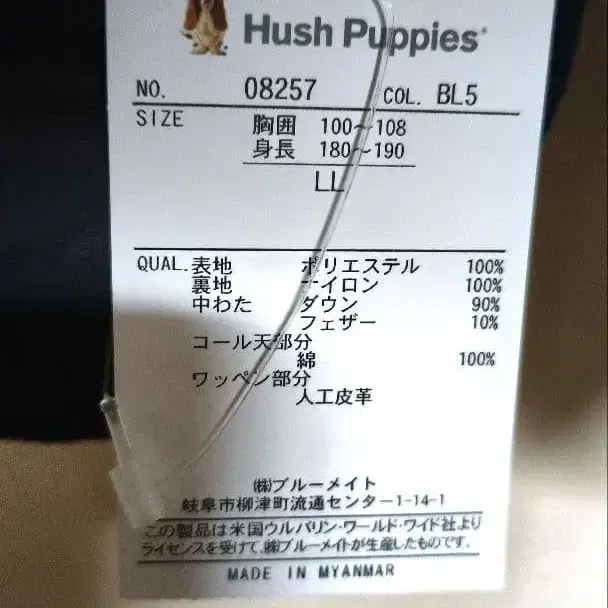 Hush Puppies®
NO. 08257 COL. BL5
SIZE 胸囲 100~108
身長 180~190
LL
QUAL. 表地 ポリエステル 100%
裏地 ナイロン 100%
中わた ダウン 90%
フェザー 10%
コール天部分
綿 100%
ワッペン部分
人工皮革
㈱ブルーメイト
岐阜市柳津町流通センター1-14-1
この製品は米国ウルバリン・ワールド・ワイド社より
ライセンスを受けて、㈱ブルーメイトが生産したものです。
MADE IN MYANMAR